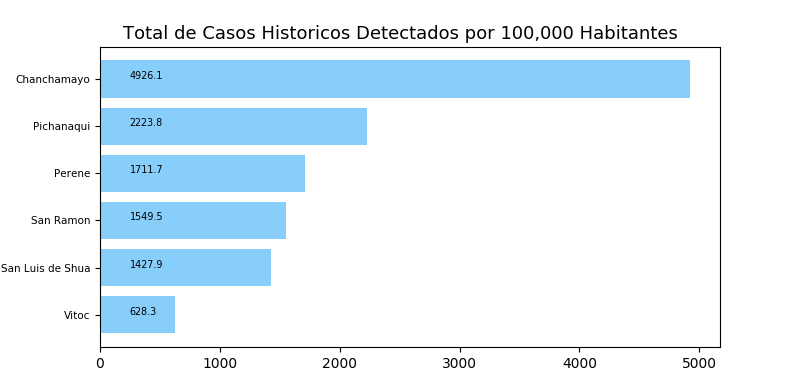 Total de Casos Historicos Detectados por 100,000 Habitantes
Chanchamayo 4926.1
Pichanaqui 2223.8
Perene 1711.7
San Ramon 1549.5
San Luis de Shua 1427.9
Vitoc 628.3
0 1000 2000 3000 4000 5000